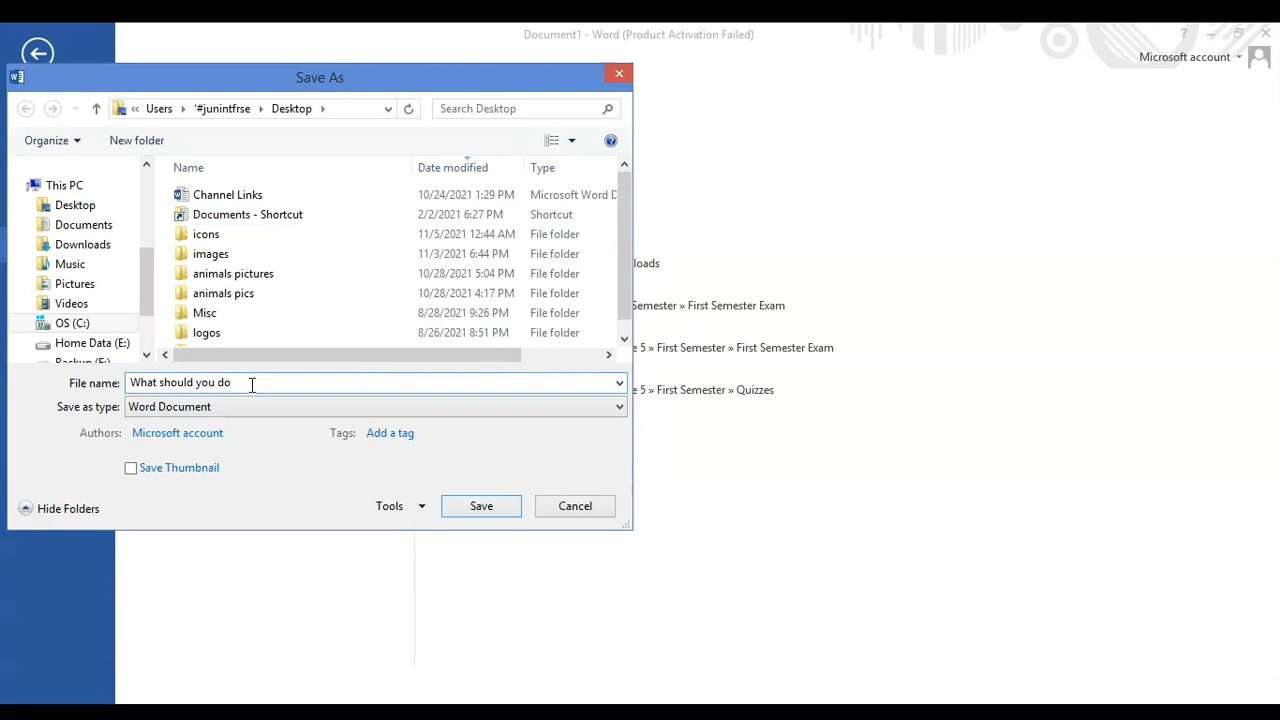 Document1 - Word (Product Activation Failed)
?
Microsoft account
Save As
Users
'#junintfrse
Desktop
Search Desktop
Organize
New folder
Name
Date modified
Type
This PC
Desktop
Documents
Downloads
Music
Pictures
Videos
OS (C:)
Home Data (E:)
Backup (F:)
Channel Links 10/24/2021 1:29 PM Microsoft Word D
Documents - Shortcut 2/2/2021 6:27 PM Shortcut
icons 11/5/2021 12:44 AM File folder
images 11/3/2021 6:44 PM File folder
animals pictures 10/28/2021 5:04 PM File folder
animals pics 10/28/2021 4:17 PM File folder
Misc 8/28/2021 9:26 PM File folder
logos 8/26/2021 8:51 PM File folder
File name: What should you do
Save as type: Word Document
Authors: Microsoft account Tags: Add a tag
Save Thumbnail
Hide Folders
Tools
Save
Cancel
loads
Semester » First Semester Exam
e 5 » First Semester » First Semester Exam
e 5 » First Semester » Quizzes